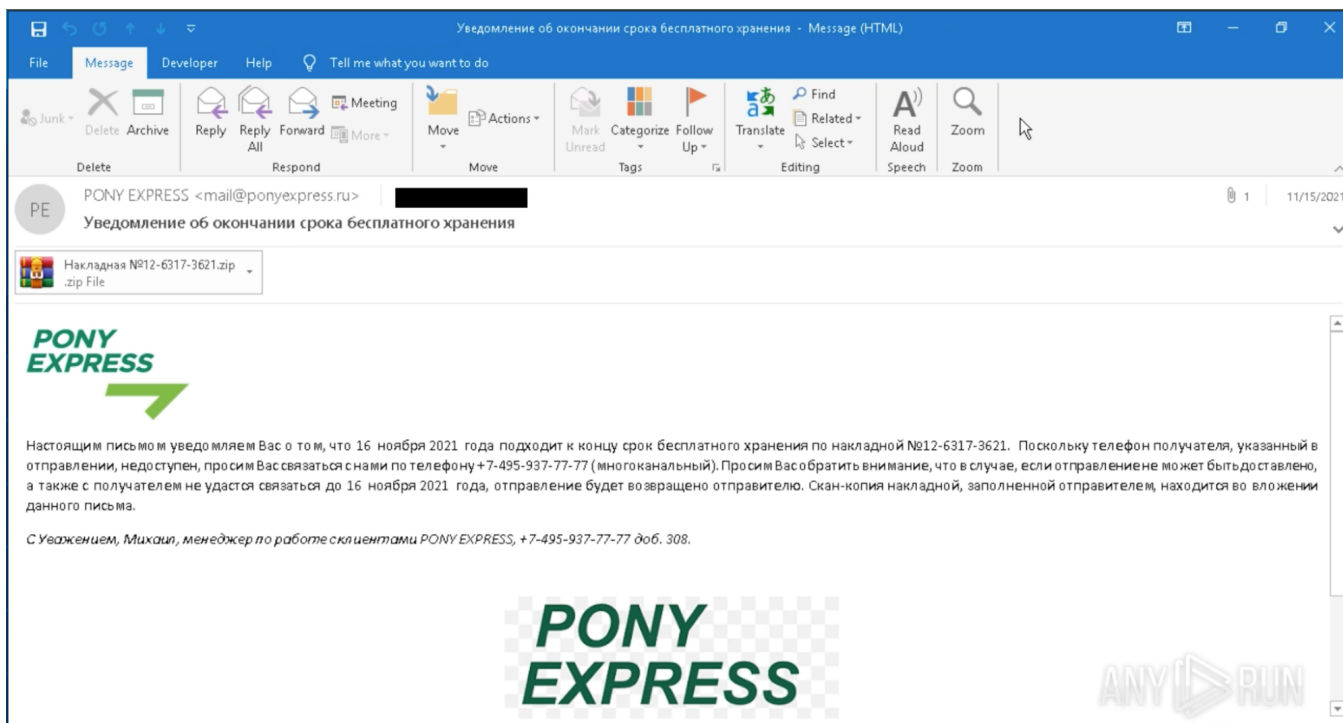 Уведомление об окончании срока бесплатного хранения - Message (HTML)
File Message Developer Help Tell me what you want to do
Junk Delete Archive Reply Reply All Forward Meeting More Move Actions Mark Unread Categorize Follow Up Translate Find Related Select Read Aloud Zoom
Delete Respond Move Tags Editing Speech Zoom
PE
PONY EXPRESS <mail@ponyexpress.ru>
1 11/15/2021
Уведомление об окончании срока бесплатного хранения
Накладная №12-6317-3621.zip
.zip File
PONY
EXPRESS
Настоящим письмом уведомляем Вас о том, что 16 ноября 2021 года подходит к концу срок бесплатного хранения по накладной №12-6317-3621. Поскольку телефон получателя, указанный в
отправлении, недоступен, просим Вас связаться с нами по телефону +7-495-937-77-77 (многоканальный). Просим Вас обратить внимание, что в случае, если отправление не может быть доставлено,
а также с получателем не удастся связаться до 16 ноября 2021 года, отправление будет возвращено отправителю. Скан-копия накладной, заполненной отправителем, находится во вложении
данного письма.
С Уважением, Михаил, менеджер по работе с клиентами PONY EXPRESS, +7-495-937-77-77 доб. 308.
PONY
EXPRESS
ANY RUN